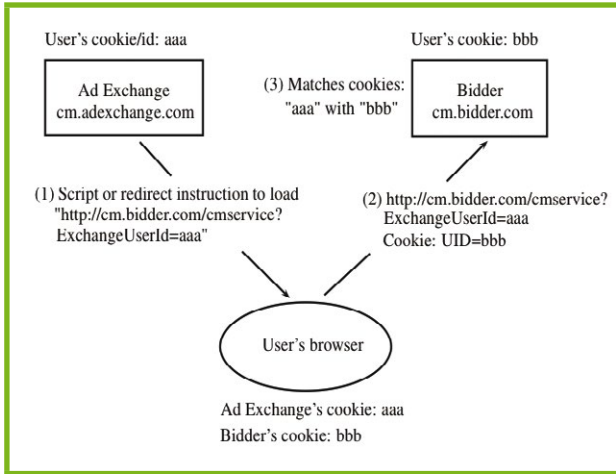 User's cookie/id: aaa
Ad Exchange
cm.adexchange.com
User's cookie: bbb
(3) Matches cookies:
"aaa" with "bbb"
Bidder
cm.bidder.com
(1) Script or redirect instruction to load
"http://cm.bidder.com/cmservice?
ExchangeUserId=aaa"
(2) http://cm.bidder.com/cmservice?
ExchangeUserId=aaa
Cookie: UID=bbb
User's browser
Ad Exchange's cookie: aaa
Bidder's cookie: bbb